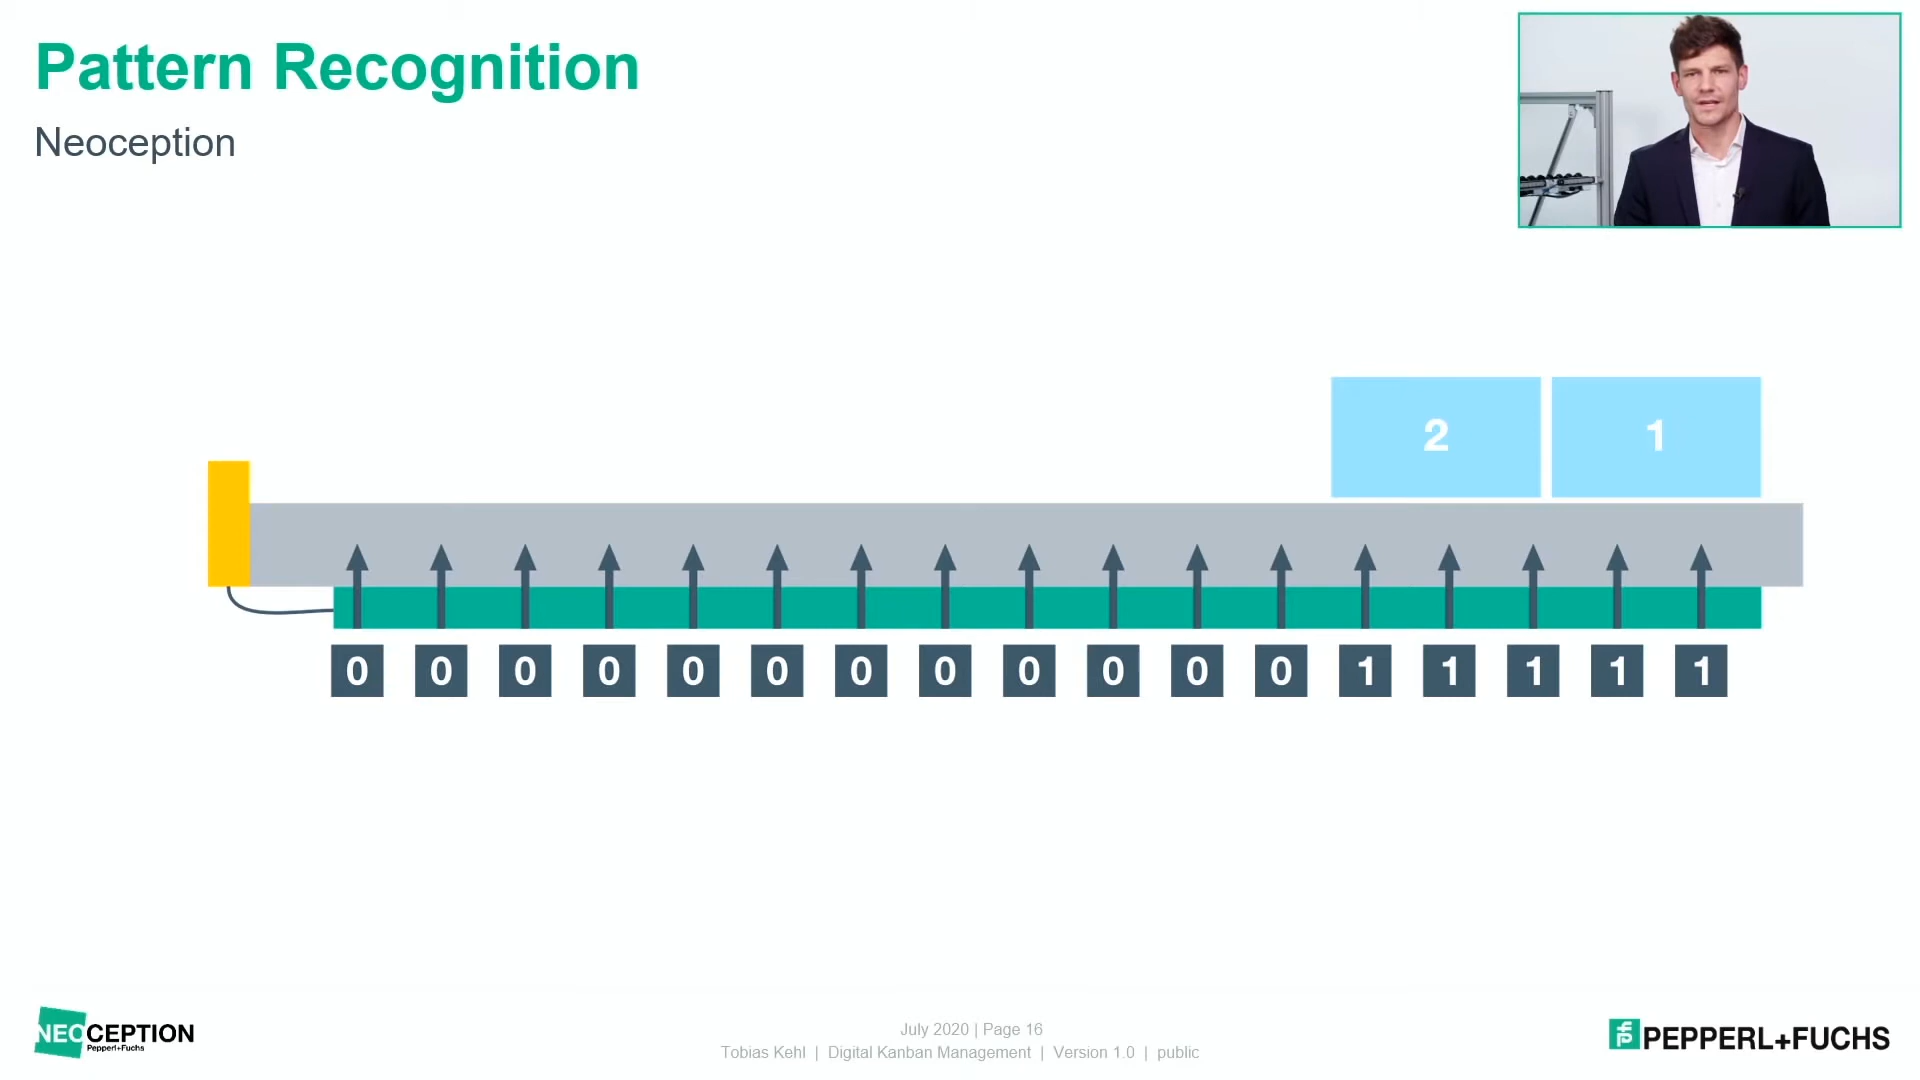 Pattern Recognition
Neoception
2 1
0 0 0 0 0 0 0 0 0 0 0 0 1 1 1 1 1
NEOCEPTION
Pepperl+Fuchs
July 2020 | Page 16
Tobias Kehl | Digital Kanban Management | Version 1.0 | public
PEPPERL+FUCHS